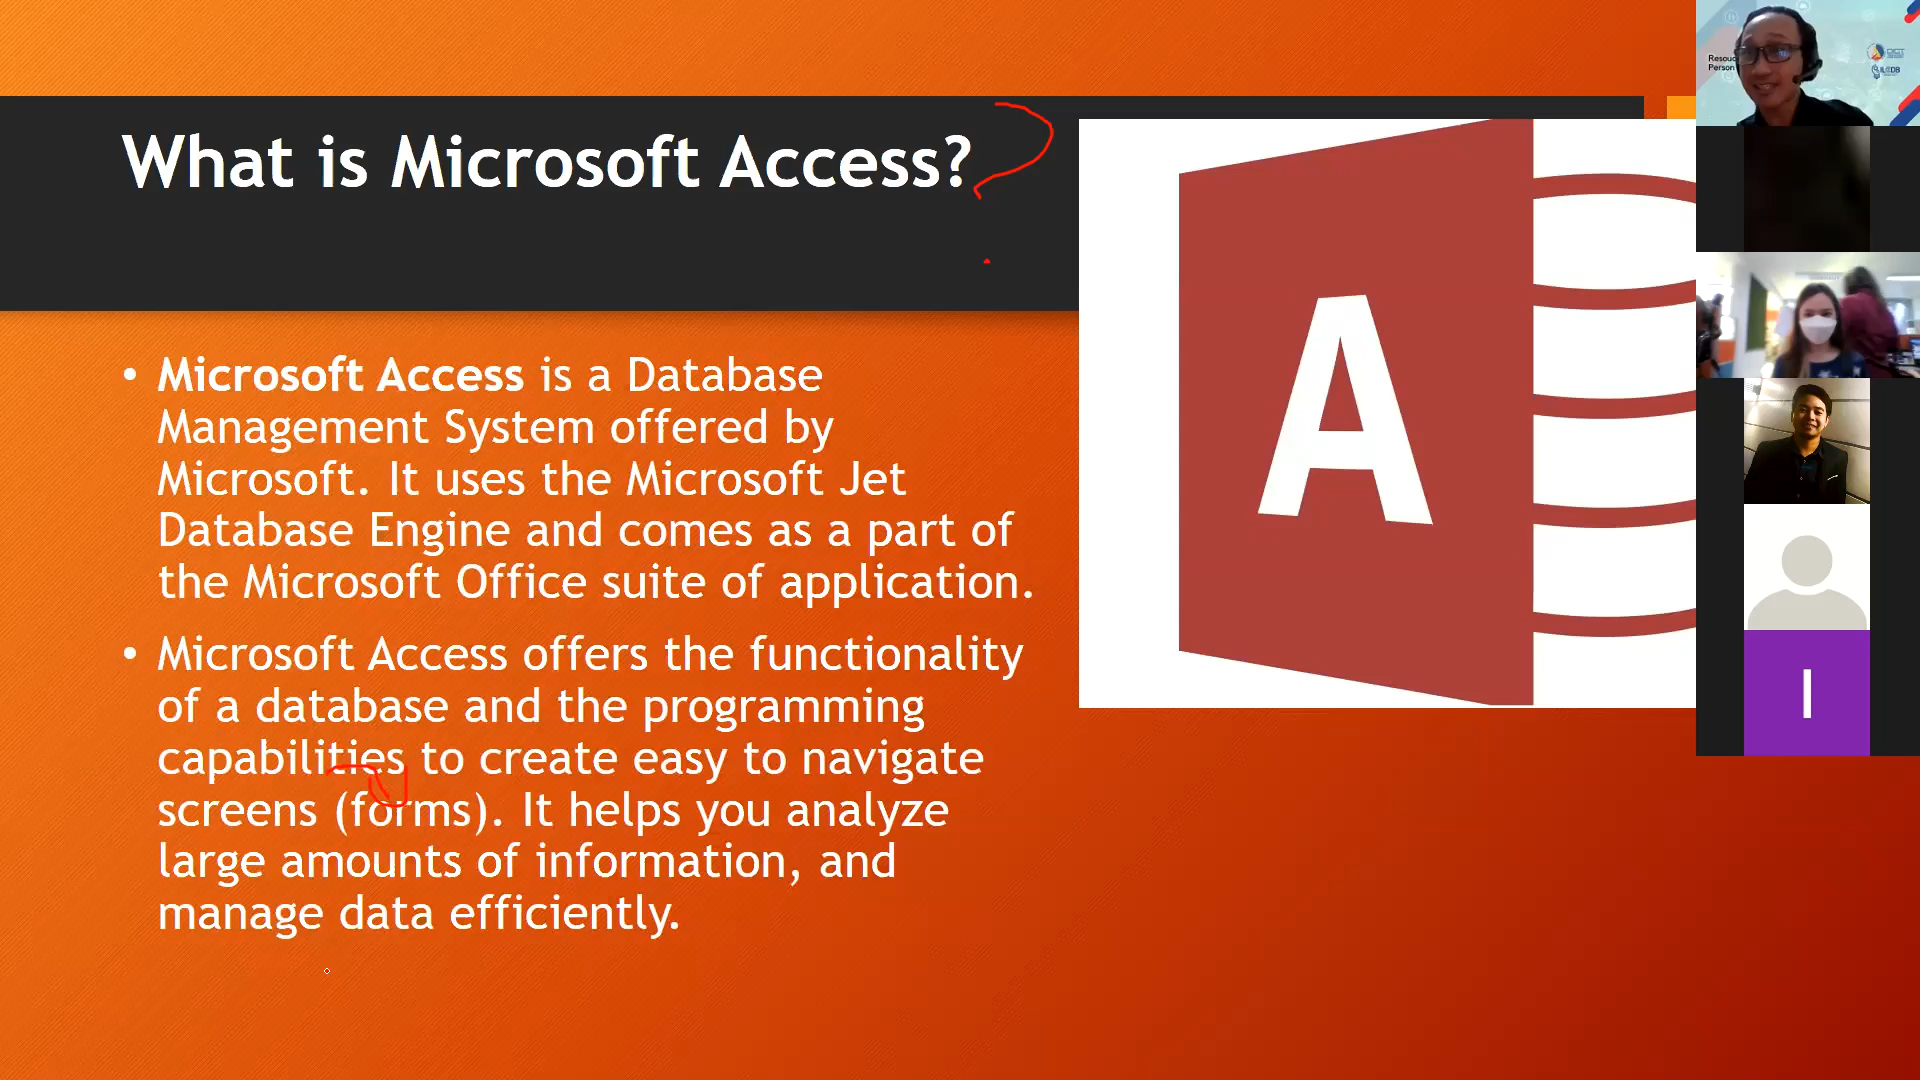 What is Microsoft Access?
• Microsoft Access is a Database
Management System offered by
Microsoft. It uses the Microsoft Jet
Database Engine and comes as a part of
the Microsoft Office suite of application.
• Microsoft Access offers the functionality
of a database and the programming
capabilities to create easy to navigate
screens (forms). It helps you analyze
large amounts of information, and
manage data efficiently.
A
Person
I